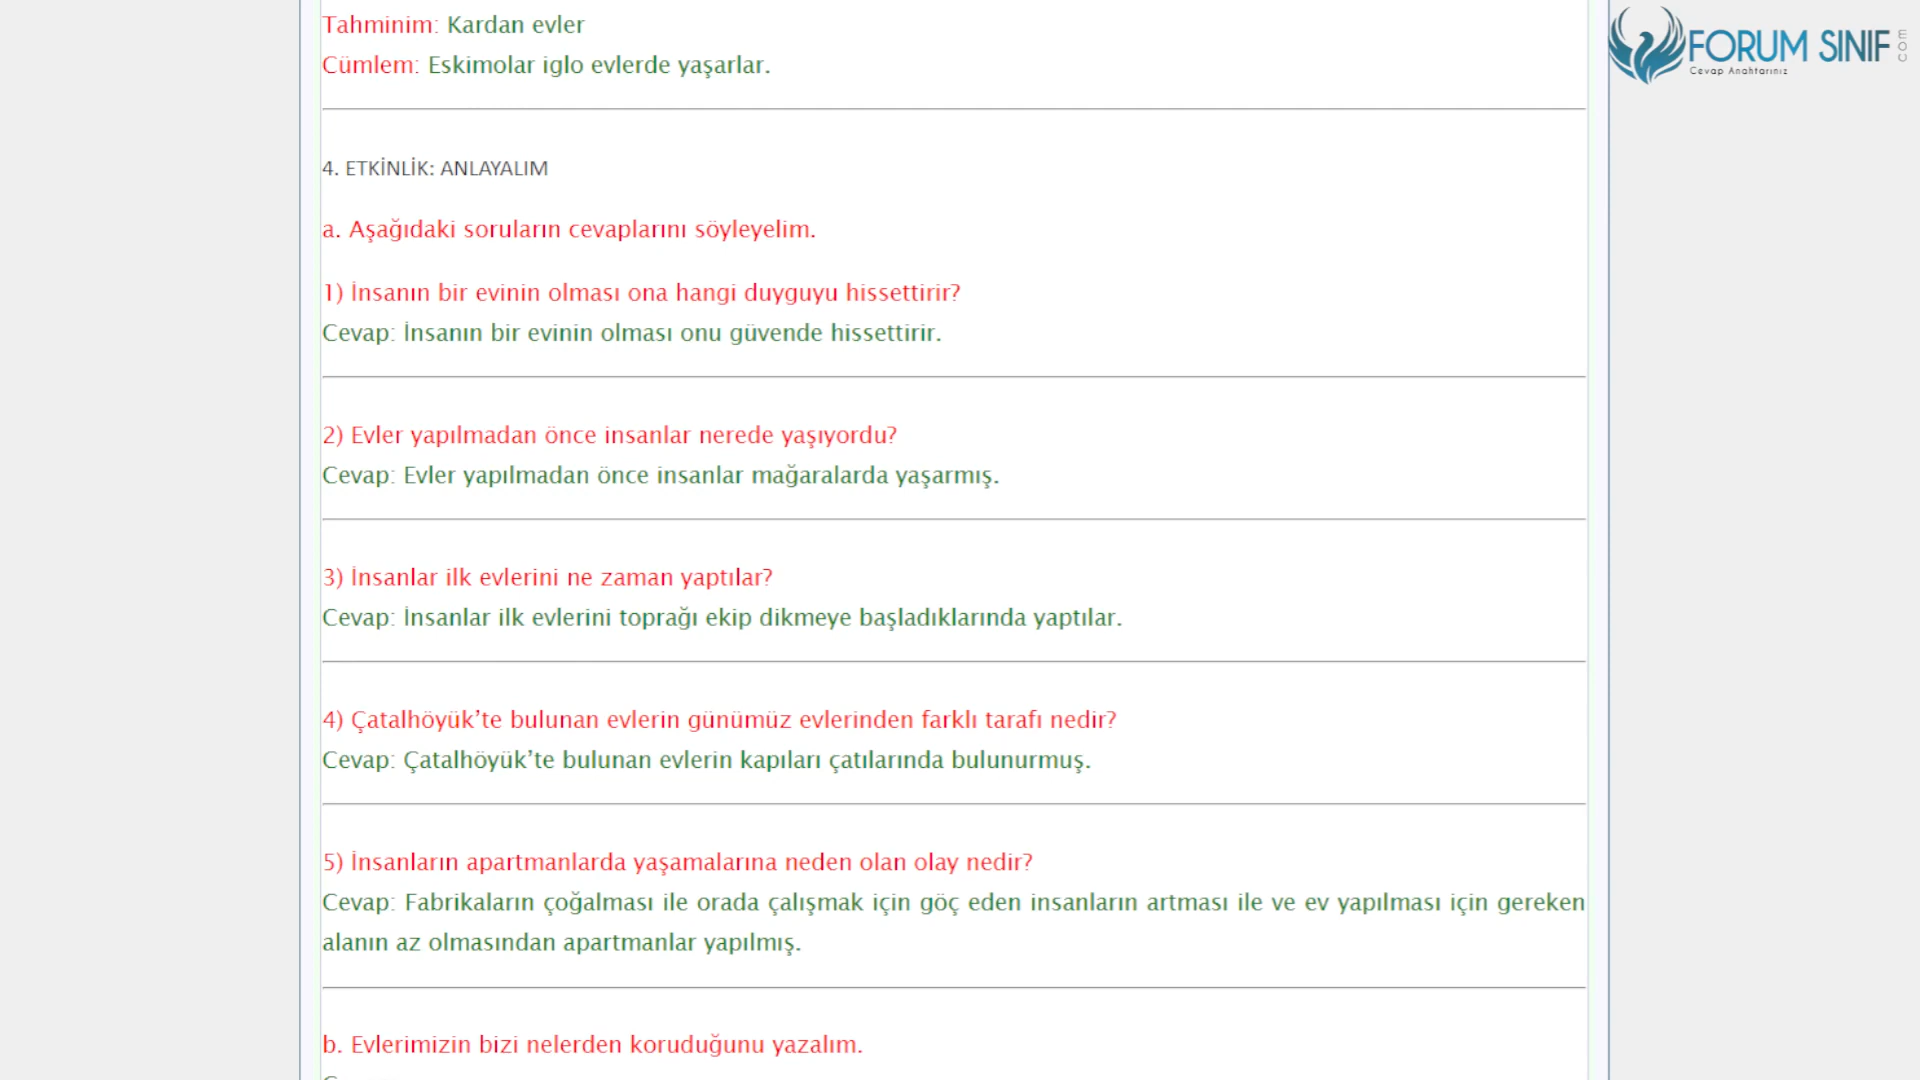 Tahminim: Kardan evler
Cümlem: Eskimolar iglo evlerde yaşarlar.
FORUM SINIF
.com
Cevap Anahtarınız
4. ETKİNLİK: ANLAYALIM
a. Aşağıdaki soruların cevaplarını söyleyelim.
1) İnsanın bir evinin olması ona hangi duyguyu hissettirir?
Cevap: İnsanın bir evinin olması onu güvende hissettirir.
2) Evler yapılmadan önce insanlar nerede yaşıyordu?
Cevap: Evler yapılmadan önce insanlar mağaralarda yaşarmış.
3) İnsanlar ilk evlerini ne zaman yaptılar?
Cevap: İnsanlar ilk evlerini toprağı ekip dikmeye başladıklarında yaptılar.
4) Çatalhöyük’te bulunan evlerin günümüz evlerinden farklı tarafı nedir?
Cevap: Çatalhöyük’te bulunan evlerin kapıları çatılarında bulunurmuş.
5) İnsanların apartmanlarda yaşamalarına neden olan olay nedir?
Cevap: Fabrikaların çoğalması ile orada çalışmak için göç eden insanların artması ile ve ev yapılması için gereken
alanın az olmasından apartmanlar yapılmış.
b. Evlerimizin bizi nelerden koruduğunu yazalım.